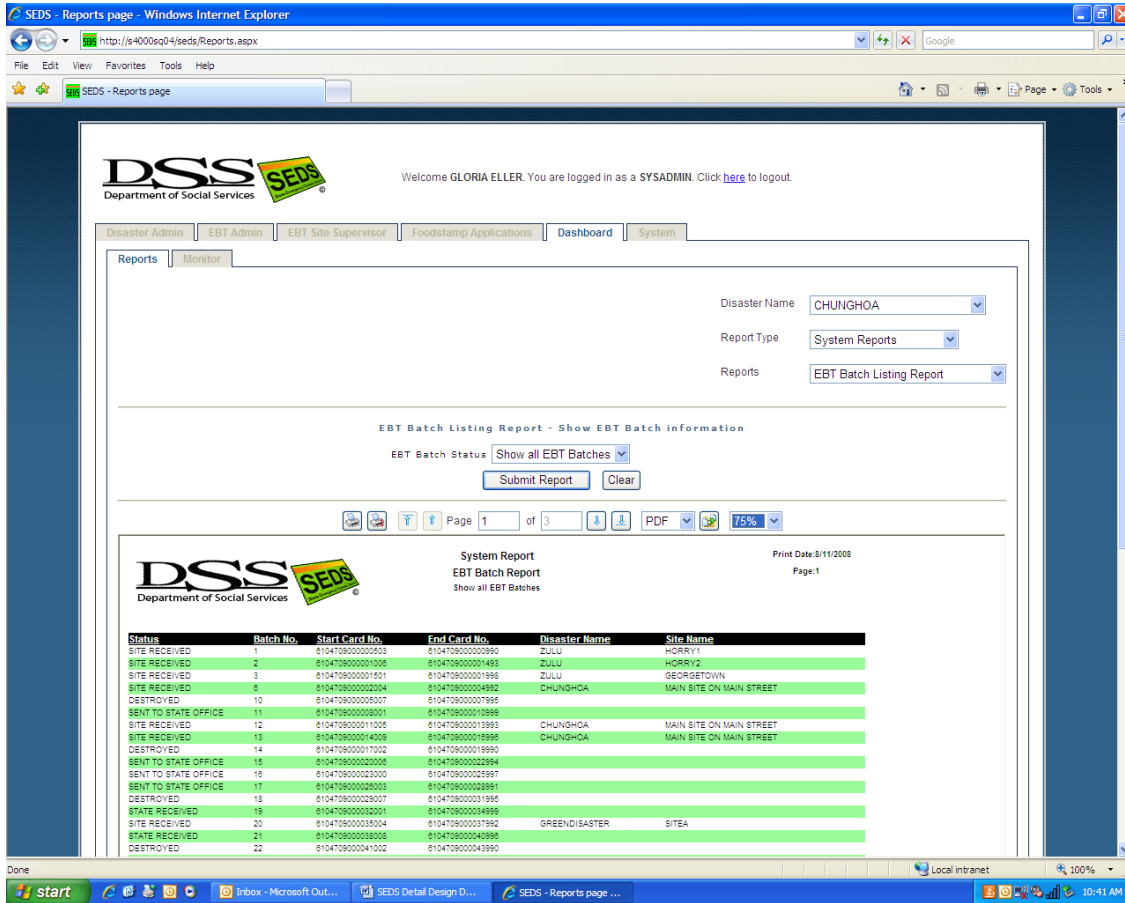 SEDS - Reports page - Windows Internet Explorer
SEDS http://s4000sq04/seds/Reports.aspx Google
File Edit View Favorites Tools Help
SEDS SEDS - Reports page Page Tools
DSS SEDS ©
Department of Social Services
Welcome GLORIA ELLER. You are logged in as a SYSADMIN. Click here to logout.
Disaster Admin EBT Admin EBT Site Supervisor Foodstamp Applications Dashboard System
Reports Monitor
Disaster Name CHUNGHOA
Report Type System Reports
Reports EBT Batch Listing Report
EBT Batch Listing Report - Show EBT Batch information
EBT Batch Status Show all EBT Batches
Submit Report Clear
Page 1 of 3 PDF 75%
System Report Print Date:8/11/2008
EBT Batch Report Page:1
Show all EBT Batches
DSS SEDS ©
Department of Social Services
Status Batch No. Start Card No. End Card No. Disaster Name Site Name
SITE RECEIVED 1 6104709000000503 6104709000000990 ZULU HORRY1
SITE RECEIVED 2 6104709000001006 6104709000001493 ZULU HORRY2
SITE RECEIVED 3 6104709000001501 6104709000001998 ZULU GEORGETOWN
SITE RECEIVED 6 6104709000002004 6104709000004992 CHUNGHOA MAIN SITE ON MAIN STREET
DESTROYED 10 6104709000005007 6104709000007995
SENT TO STATE OFFICE 11 6104709000008001 6104709000010999
SITE RECEIVED 12 6104709000011005 6104709000013993 CHUNGHOA MAIN SITE ON MAIN STREET
SITE RECEIVED 13 6104709000014009 6104709000016996 CHUNGHOA MAIN SITE ON MAIN STREET
DESTROYED 14 6104709000017002 6104709000019990
SENT TO STATE OFFICE 15 6104709000020006 6104709000022994
SENT TO STATE OFFICE 16 6104709000023000 6104709000025997
SENT TO STATE OFFICE 17 6104709000026003 6104709000028991
DESTROYED 18 6104709000029007 6104709000031995
STATE RECEIVED 19 6104709000032001 6104709000034999
SITE RECEIVED 20 6104709000035004 6104709000037992 GREENDISASTER SITEA
STATE RECEIVED 21 6104709000038008 6104709000040996
DESTROYED 22 6104709000041002 6104709000043990
Done Local intranet 100%
start Inbox - Microsoft Out... SEDS Detail Design D... SEDS - Reports page ... 10:41 AM